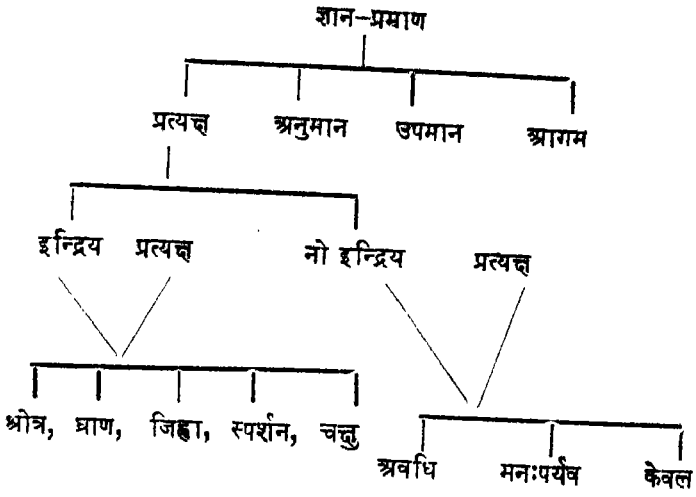 ज्ञान-प्रमाण
प्रत्यक्ष अनुमान उपमान आगम
इन्द्रिय प्रत्यक्ष नो इन्द्रिय प्रत्यक्ष
श्रोत्र, घ्राण, जिह्वा, स्पर्शन, चक्षु
अवधि मनःपर्यव केवल